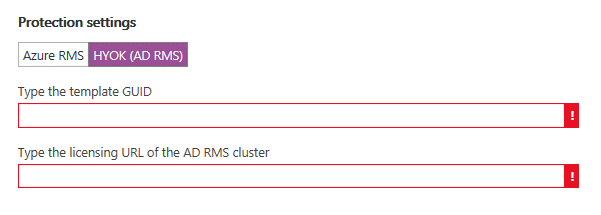 Protection settings
Azure RMS HYOK (AD RMS)
Type the template GUID
!
Type the licensing URL of the AD RMS cluster
!